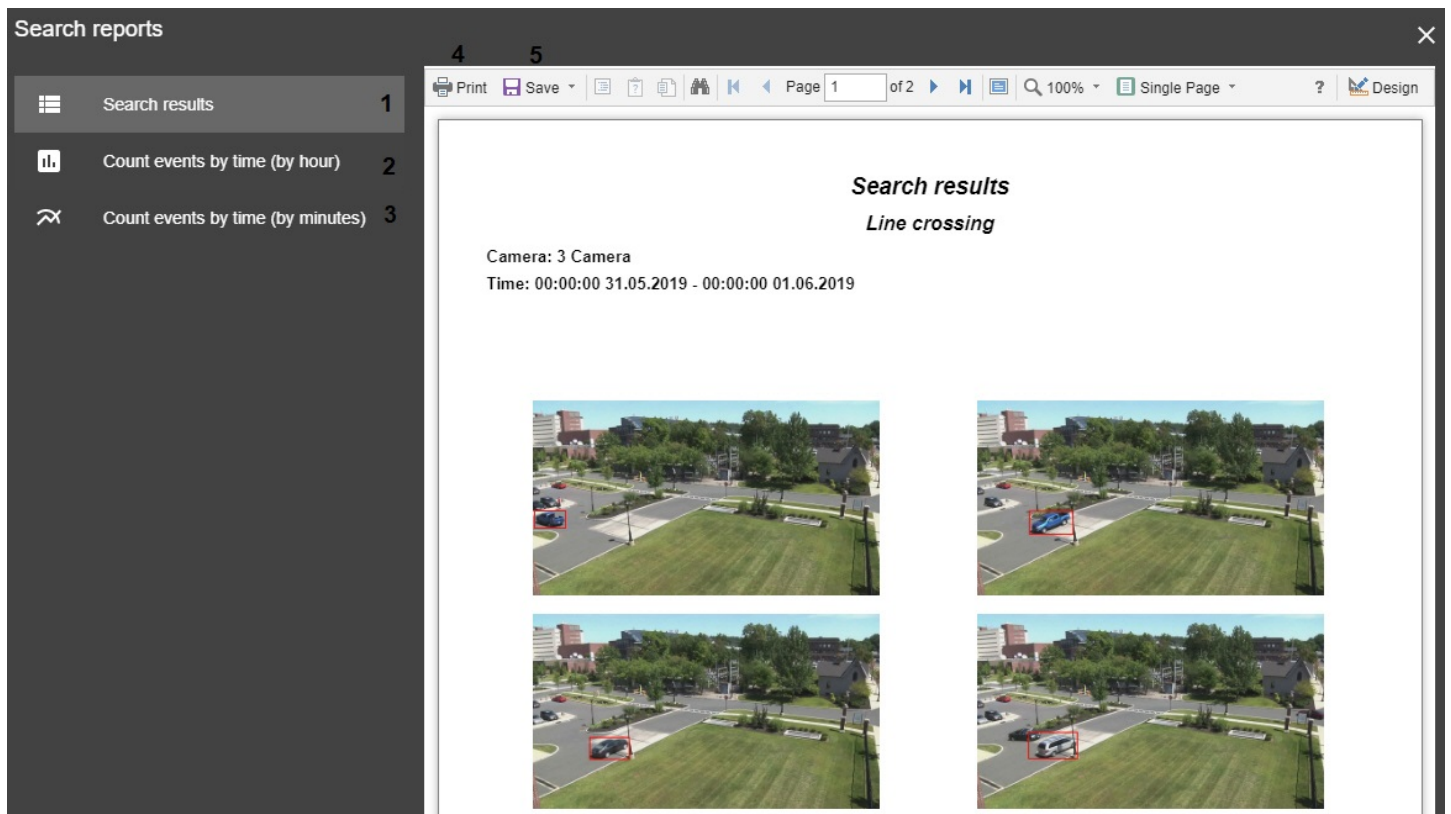 Search reports
4 5
Print Save Page 1 of 2 100% Single Page ? Design
Search results 1
Count events by time (by hour) 2
Count events by time (by minutes) 3
Search results
Line crossing
Camera: 3 Camera
Time: 00:00:00 31.05.2019 - 00:00:00 01.06.2019